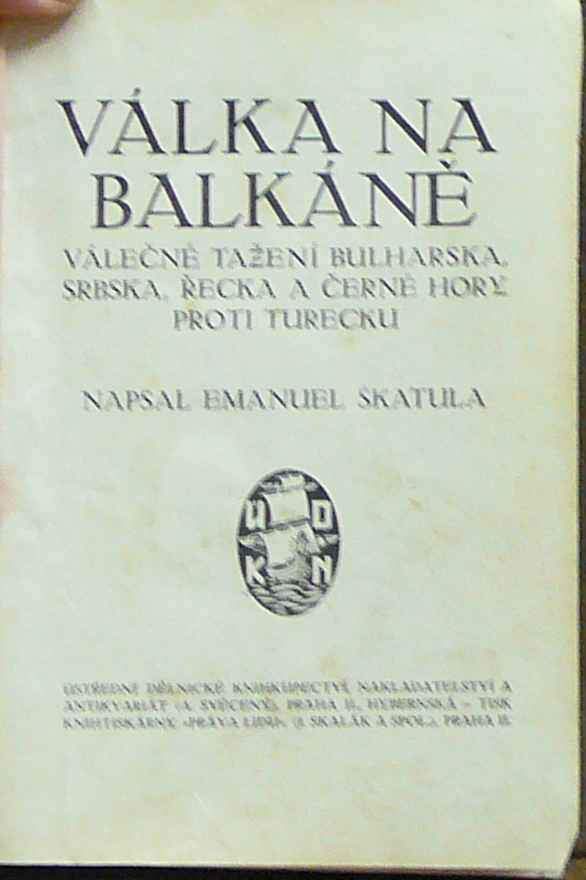 VÁLKA NA
BALKÁNĚ
VÁLEČNÉ TAŽENÍ BULHARSKA,
SRBSKA, ŘECKA A ČERNÉ HORY
PROTI TURECKU
NAPSAL EMANUEL ŠKATULA
U D
K N
ÚSTŘEDNÍ DĚLNICKÉ KNIHKUPECTVÍ, NAKLADATELSTVÍ A
ANTIKVARIÁT (A. SVĚCENÝ), PRAHA II., HYBERNSKÁ – TISK
KNIHTISKÁRNY »PRÁVA LIDU«, (J. SKALÁK A SPOL.), PRAHA II.